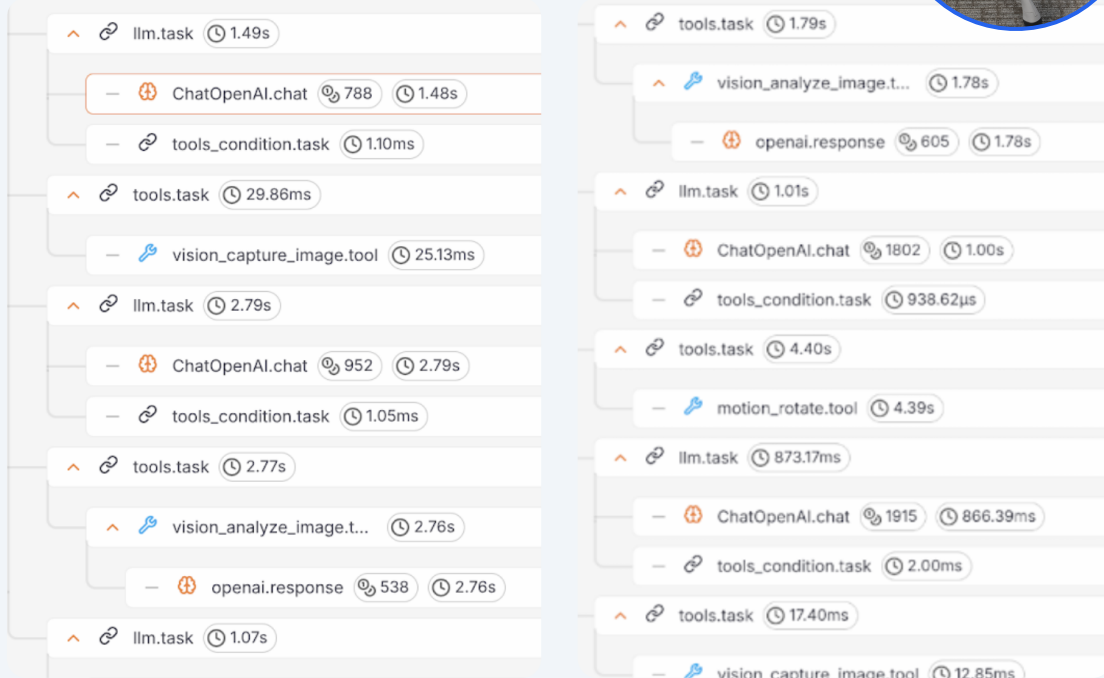 llm.task 1.49s
ChatOpenAI.chat 788 1.48s
tools_condition.task 1.10ms
tools.task 29.86ms
vision_capture_image.tool 25.13ms
llm.task 2.79s
ChatOpenAI.chat 952 2.79s
tools_condition.task 1.05ms
tools.task 2.77s
vision_analyze_image.t... 2.76s
openai.response 538 2.76s
llm.task 1.07s
tools.task 1.79s
vision_analyze_image.t... 1.78s
openai.response 605 1.78s
llm.task 1.01s
ChatOpenAI.chat 1802 1.00s
tools_condition.task 938.62µs
tools.task 4.40s
motion_rotate.tool 4.39s
llm.task 873.17ms
ChatOpenAI.chat 1915 866.39ms
tools_condition.task 2.00ms
tools.task 17.40ms
vision_capture_image.tool 12.85ms